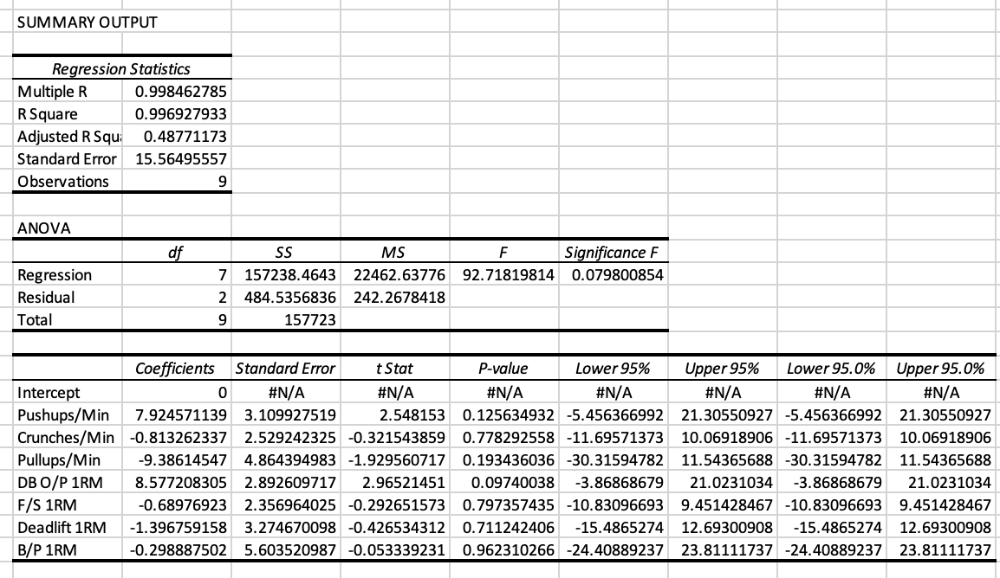 SUMMARY OUTPUT
Regression Statistics
Multiple R 0.998462785
R Square 0.996927933
Adjusted R Squa 0.48771173
Standard Error 15.56495557
Observations 9
ANOVA
df SS MS F Significance F
Regression 7 157238.4643 22462.63776 92.71819814 0.079800854
Residual 2 484.5356836 242.2678418
Total 9 157723
Coefficients Standard Error t Stat P-value Lower 95% Upper 95% Lower 95.0% Upper 95.0%
Intercept 0 #N/A #N/A #N/A #N/A #N/A #N/A #N/A
Pushups/Min 7.924571139 3.109927519 2.548153 0.125634932 -5.456366992 21.30550927 -5.456366992 21.30550927
Crunches/Min -0.813262337 2.529242325 -0.321543859 0.778292558 -11.69571373 10.06918906 -11.69571373 10.06918906
Pullups/Min -9.38614547 4.864394983 -1.929560717 0.193436036 -30.31594782 11.54365688 -30.31594782 11.54365688
DB O/P 1RM 8.577208305 2.892609717 2.96521451 0.09740038 -3.86868679 21.0231034 -3.86868679 21.0231034
F/S 1RM -0.68976923 2.356964025 -0.292651573 0.797357435 -10.83096693 9.451428467 -10.83096693 9.451428467
Deadlift 1RM -1.396759158 3.274670098 -0.426534312 0.711242406 -15.4865274 12.69300908 -15.4865274 12.69300908
B/P 1RM -0.298887502 5.603520987 -0.053339231 0.962310266 -24.40889237 23.81111737 -24.40889237 23.81111737